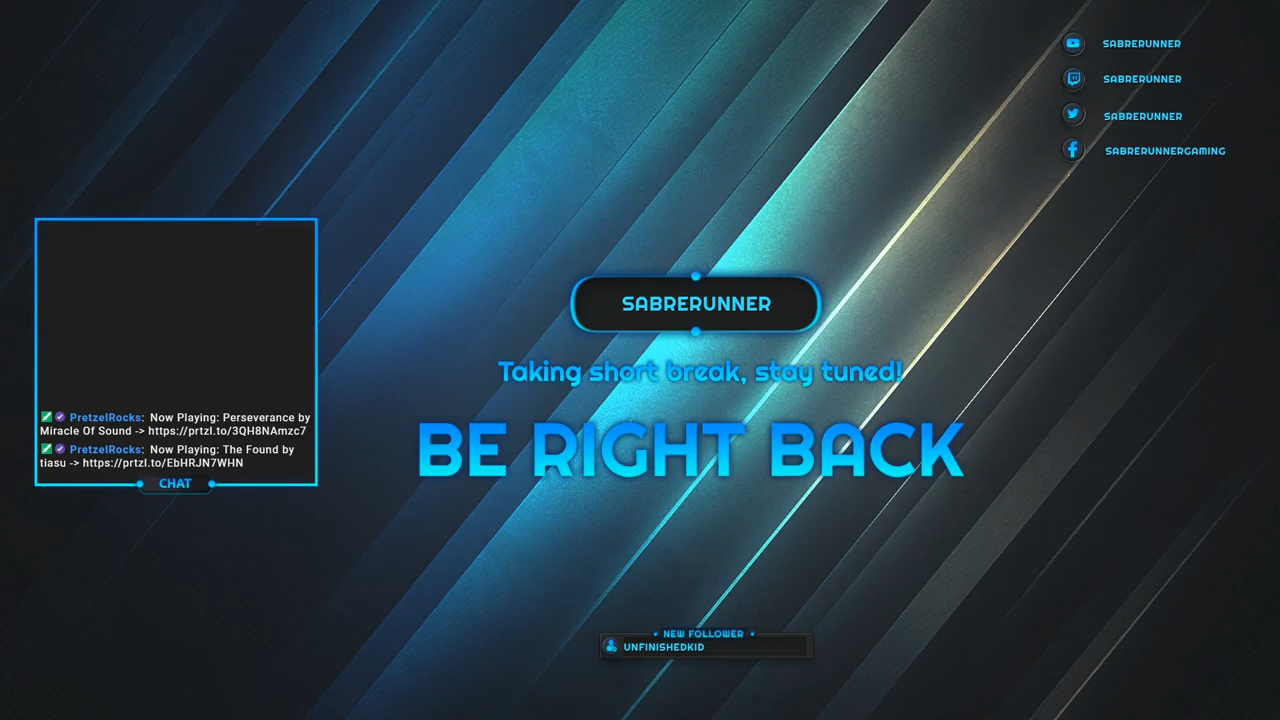 SABRERUNNER
SABRERUNNER
SABRERUNNER
SABRERUNNERGAMING
SABRERUNNER
Taking short break, stay tuned!
BE RIGHT BACK
PretzelRocks: Now Playing: Perseverance by
Miracle Of Sound -> https://prtzl.to/3QH8NAmzc7
PretzelRocks: Now Playing: The Found by
tiasu -> https://prtzl.to/EbHRJN7WHN
CHAT
NEW FOLLOWER
UNFINISHEDKID